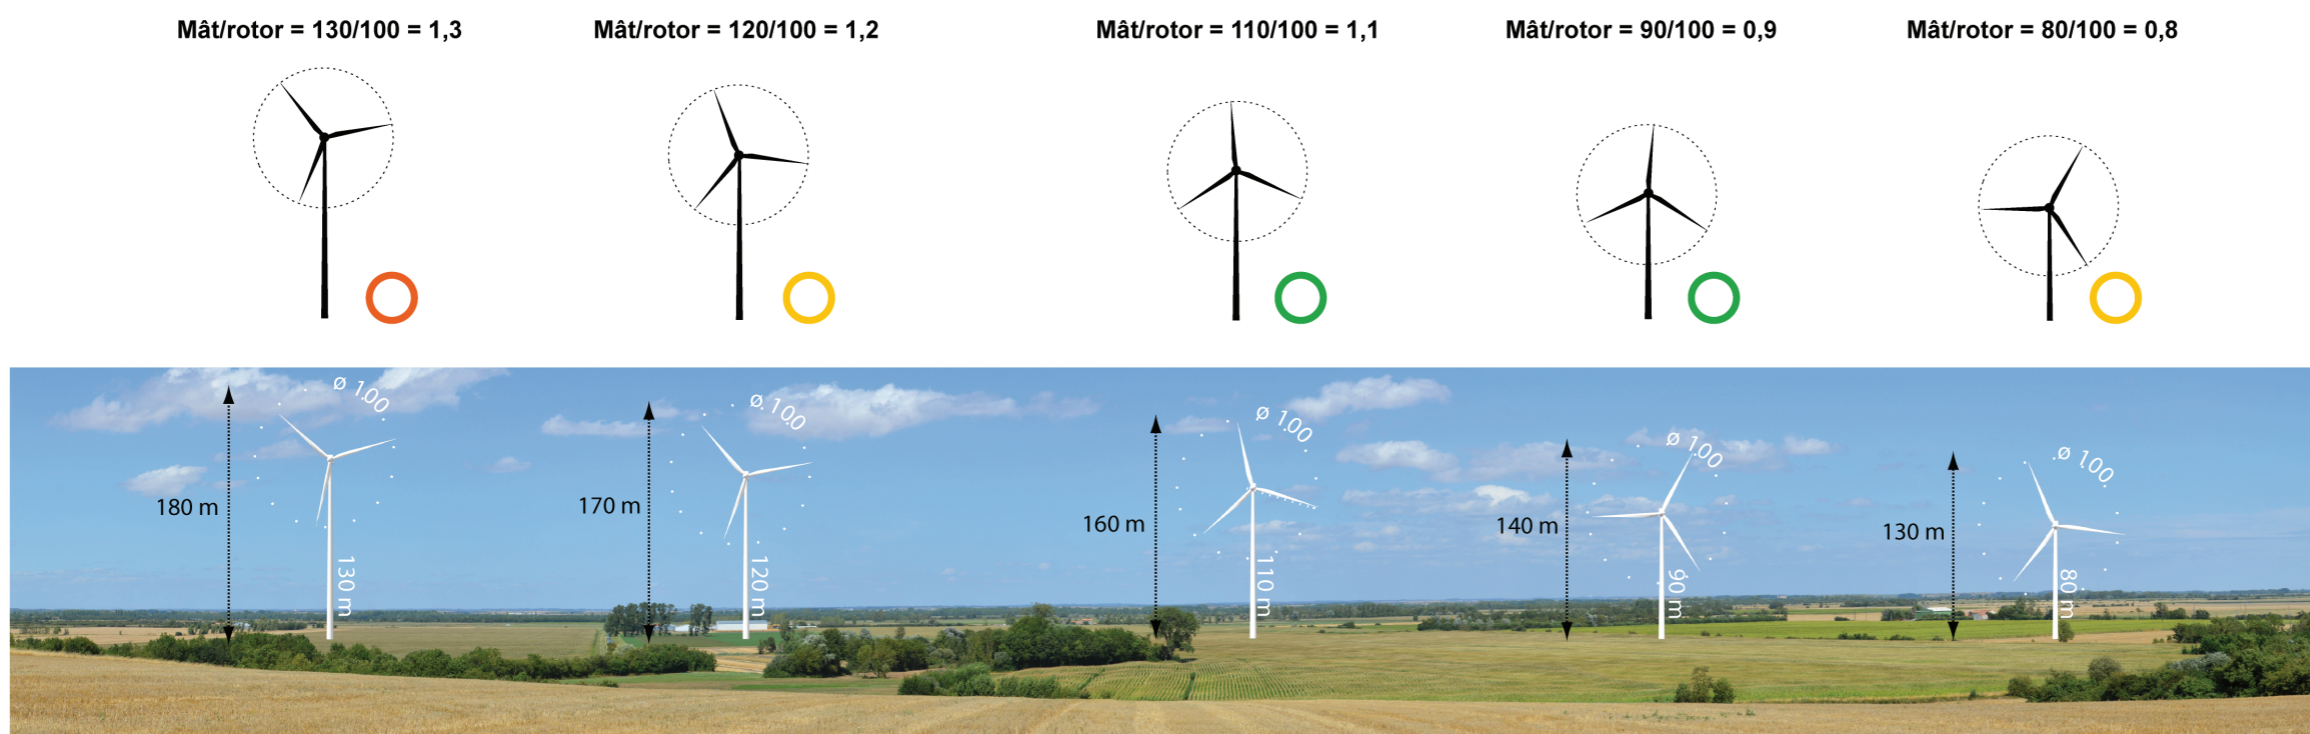 Mât/rotor = 130/100 = 1,3
Mât/rotor = 120/100 = 1,2
Mât/rotor = 110/100 = 1,1
Mât/rotor = 90/100 = 0,9
Mât/rotor = 80/100 = 0,8
180 m
ø 100
130 m
170 m
ø 100
120 m
160 m
ø 100
110 m
140 m
ø 100
90 m
130 m
ø 100
80 m